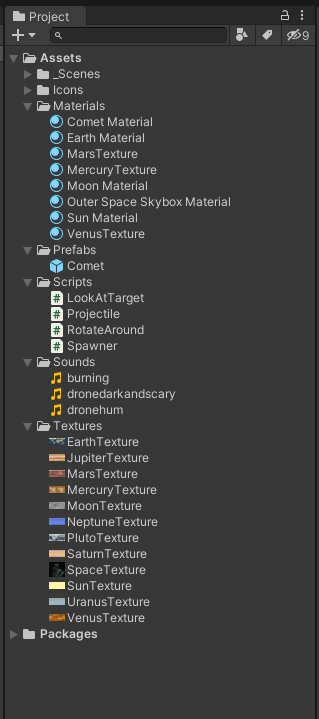 Project
9
Assets
_Scenes
Icons
Materials
Comet Material
Earth Material
MarsTexture
MercuryTexture
Moon Material
Outer Space Skybox Material
Sun Material
VenusTexture
Prefabs
Comet
Scripts
# LookAtTarget
# Projectile
# RotateAround
# Spawner
Sounds
burning
dronedarkandscary
dronehum
Textures
EarthTexture
JupiterTexture
MarsTexture
MercuryTexture
MoonTexture
NeptuneTexture
PlutoTexture
SaturnTexture
SpaceTexture
SunTexture
UranusTexture
VenusTexture
Packages